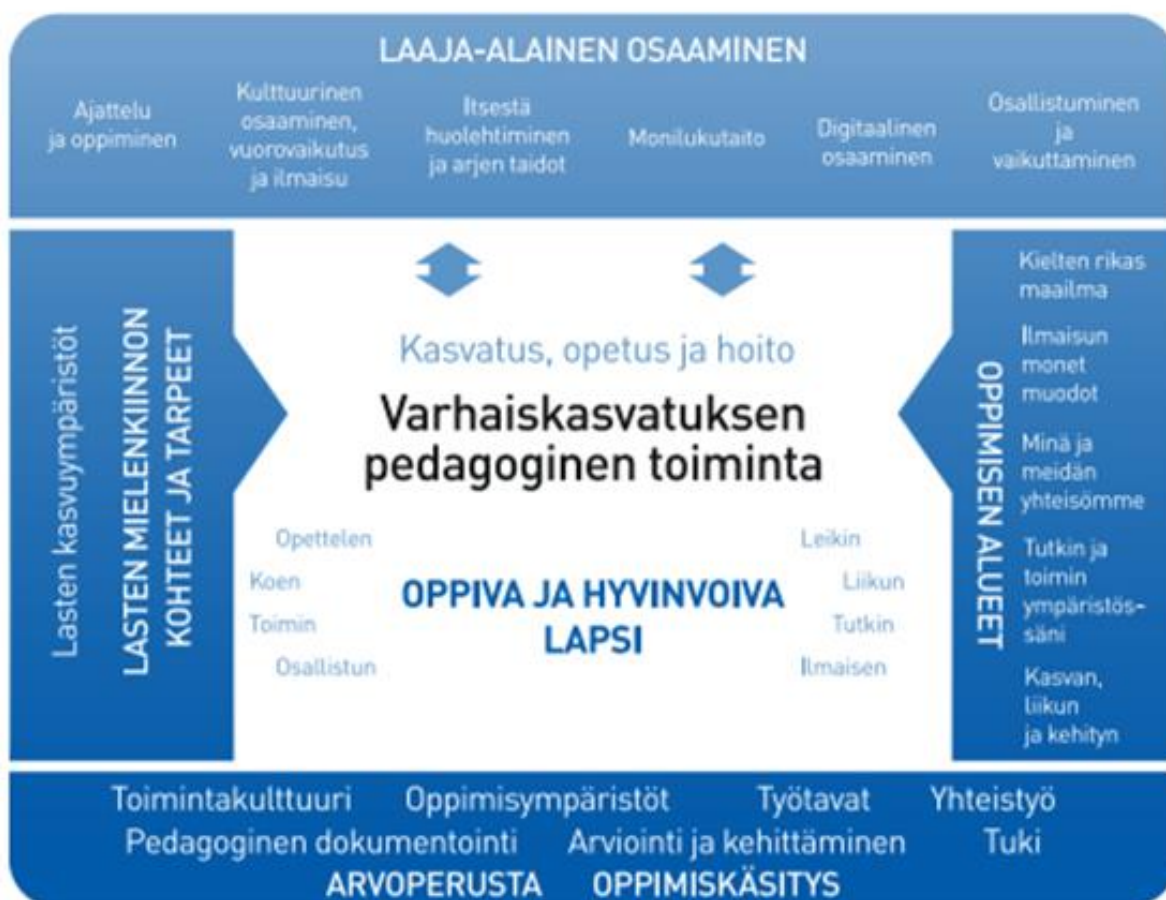 LAAJA-ALAINEN OSAAMINEN
Ajattelu
ja oppiminen
Kulttuurinen
osaaminen,
vuorovaikutus
ja ilmaisu
Itsestä
huolehtiminen
ja arjen taidot
Monilukutaito
Digitaalinen
osaaminen
Osallistuminen
ja
vaikuttaminen
Lasten kasvuympäristöt
LASTEN MIELENKIINNON
KOHTEET JA TARPEET
Kasvatus, opetus ja hoito
Varhaiskasvatuksen
pedagoginen toiminta
Opettelen
Koen
Toimin
Osallistun
OPPIVA JA HYVINVOIVA
LAPSI
Leikin
Liikun
Tutkin
Ilmaisen
OPPIMISEN ALUEET
Kielten rikas
maailma
Ilmaisun
monet
muodot
Minä ja
meidän
yhteisömme
Tutkin ja
toimin
ympäristös-
säni
Kasvan,
liikun
ja kehityn
Toimintakulttuuri Oppimisympäristöt Työtavat Yhteistyö
Pedagoginen dokumentointi Arviointi ja kehittäminen Tuki
ARVOPERUSTA OPPIMISKÄSITYS